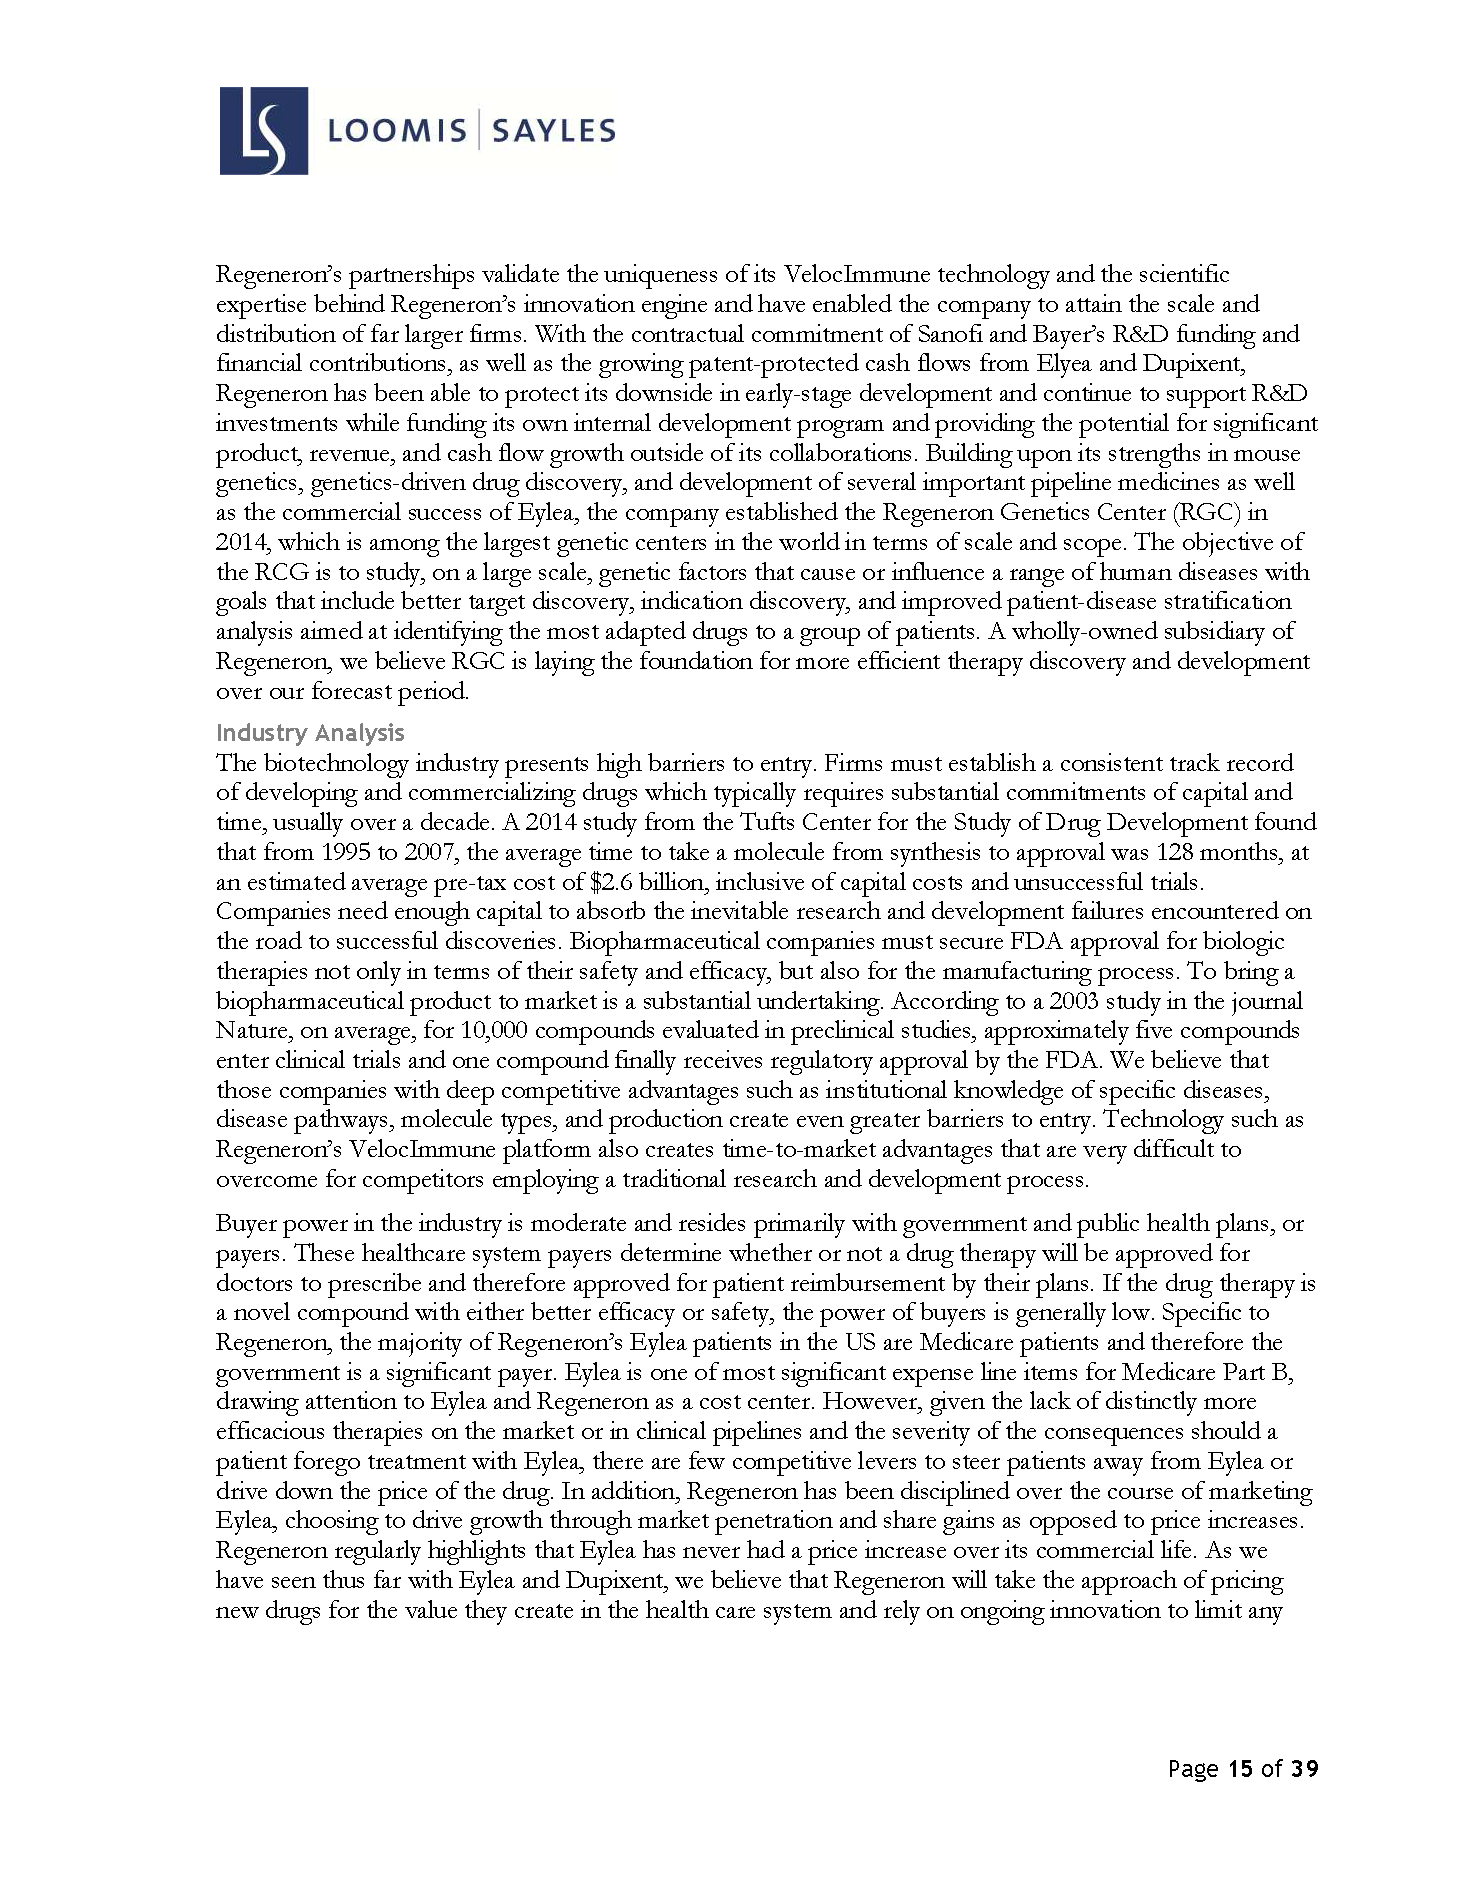 LS LOOMIS | SAYLES
Regeneron’s partnerships validate the uniqueness of its VelocImmune technology and the scientific
expertise behind Regeneron’s innovation engine and have enabled the company to attain the scale and
distribution of far larger firms. With the contractual commitment of Sanofi and Bayer’s R&D funding and
financial contributions, as well as the growing patent-protected cash flows from Elyea and Dupixent,
Regeneron has been able to protect its downside in early-stage development and continue to support R&D
investments while funding its own internal development program and providing the potential for significant
product, revenue, and cash flow growth outside of its collaborations. Building upon its strengths in mouse
genetics, genetics-driven drug discovery, and development of several important pipeline medicines as well
as the commercial success of Eylea, the company established the Regeneron Genetics Center (RGC) in
2014, which is among the largest genetic centers in the world in terms of scale and scope. The objective of
the RCG is to study, on a large scale, genetic factors that cause or influence a range of human diseases with
goals that include better target discovery, indication discovery, and improved patient-disease stratification
analysis aimed at identifying the most adapted drugs to a group of patients. A wholly-owned subsidiary of
Regeneron, we believe RGC is laying the foundation for more efficient therapy discovery and development
over our forecast period.
Industry Analysis
The biotechnology industry presents high barriers to entry. Firms must establish a consistent track record
of developing and commercializing drugs which typically requires substantial commitments of capital and
time, usually over a decade. A 2014 study from the Tufts Center for the Study of Drug Development found
that from 1995 to 2007, the average time to take a molecule from synthesis to approval was 128 months, at
an estimated average pre-tax cost of $2.6 billion, inclusive of capital costs and unsuccessful trials.
Companies need enough capital to absorb the inevitable research and development failures encountered on
the road to successful discoveries. Biopharmaceutical companies must secure FDA approval for biologic
therapies not only in terms of their safety and efficacy, but also for the manufacturing process. To bring a
biopharmaceutical product to market is a substantial undertaking. According to a 2003 study in the journal
Nature, on average, for 10,000 compounds evaluated in preclinical studies, approximately five compounds
enter clinical trials and one compound finally receives regulatory approval by the FDA. We believe that
those companies with deep competitive advantages such as institutional knowledge of specific diseases,
disease pathways, molecule types, and production create even greater barriers to entry. Technology such as
Regeneron’s VelocImmune platform also creates time-to-market advantages that are very difficult to
overcome for competitors employing a traditional research and development process.
Buyer power in the industry is moderate and resides primarily with government and public health plans, or
payers. These healthcare system payers determine whether or not a drug therapy will be approved for
doctors to prescribe and therefore approved for patient reimbursement by their plans. If the drug therapy is
a novel compound with either better efficacy or safety, the power of buyers is generally low. Specific to
Regeneron, the majority of Regeneron’s Eylea patients in the US are Medicare patients and therefore the
government is a significant payer. Eylea is one of most significant expense line items for Medicare Part B,
drawing attention to Eylea and Regeneron as a cost center. However, given the lack of distinctly more
efficacious therapies on the market or in clinical pipelines and the severity of the consequences should a
patient forego treatment with Eylea, there are few competitive levers to steer patients away from Eylea or
drive down the price of the drug. In addition, Regeneron has been disciplined over the course of marketing
Eylea, choosing to drive growth through market penetration and share gains as opposed to price increases.
Regeneron regularly highlights that Eylea has never had a price increase over its commercial life. As we
have seen thus far with Eylea and Dupixent, we believe that Regeneron will take the approach of pricing
new drugs for the value they create in the health care system and rely on ongoing innovation to limit any
Page 15 of 39